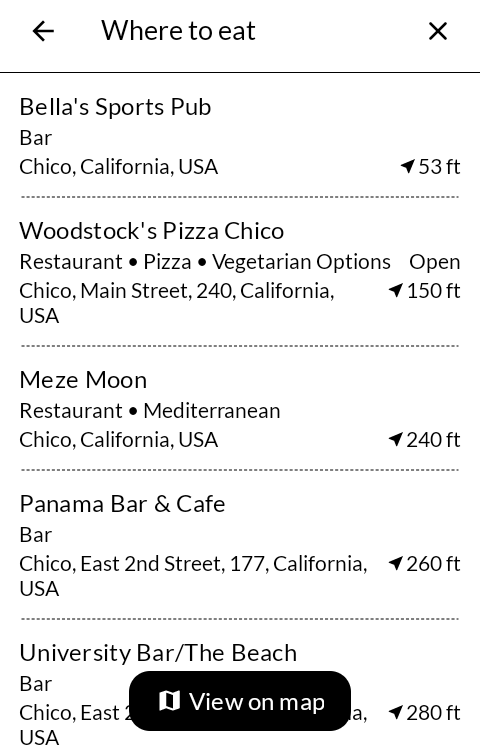 Where to eat
Bella's Sports Pub
Bar
Chico, California, USA 53 ft
Woodstock's Pizza Chico
Restaurant • Pizza • Vegetarian Options Open
Chico, Main Street, 240, California, 150 ft
USA
Meze Moon
Restaurant • Mediterranean
Chico, California, USA 240 ft
Panama Bar & Cafe
Bar
Chico, East 2nd Street, 177, California, 260 ft
USA
University Bar/The Beach
Bar
Chico, East 280 ft
USA
View on map